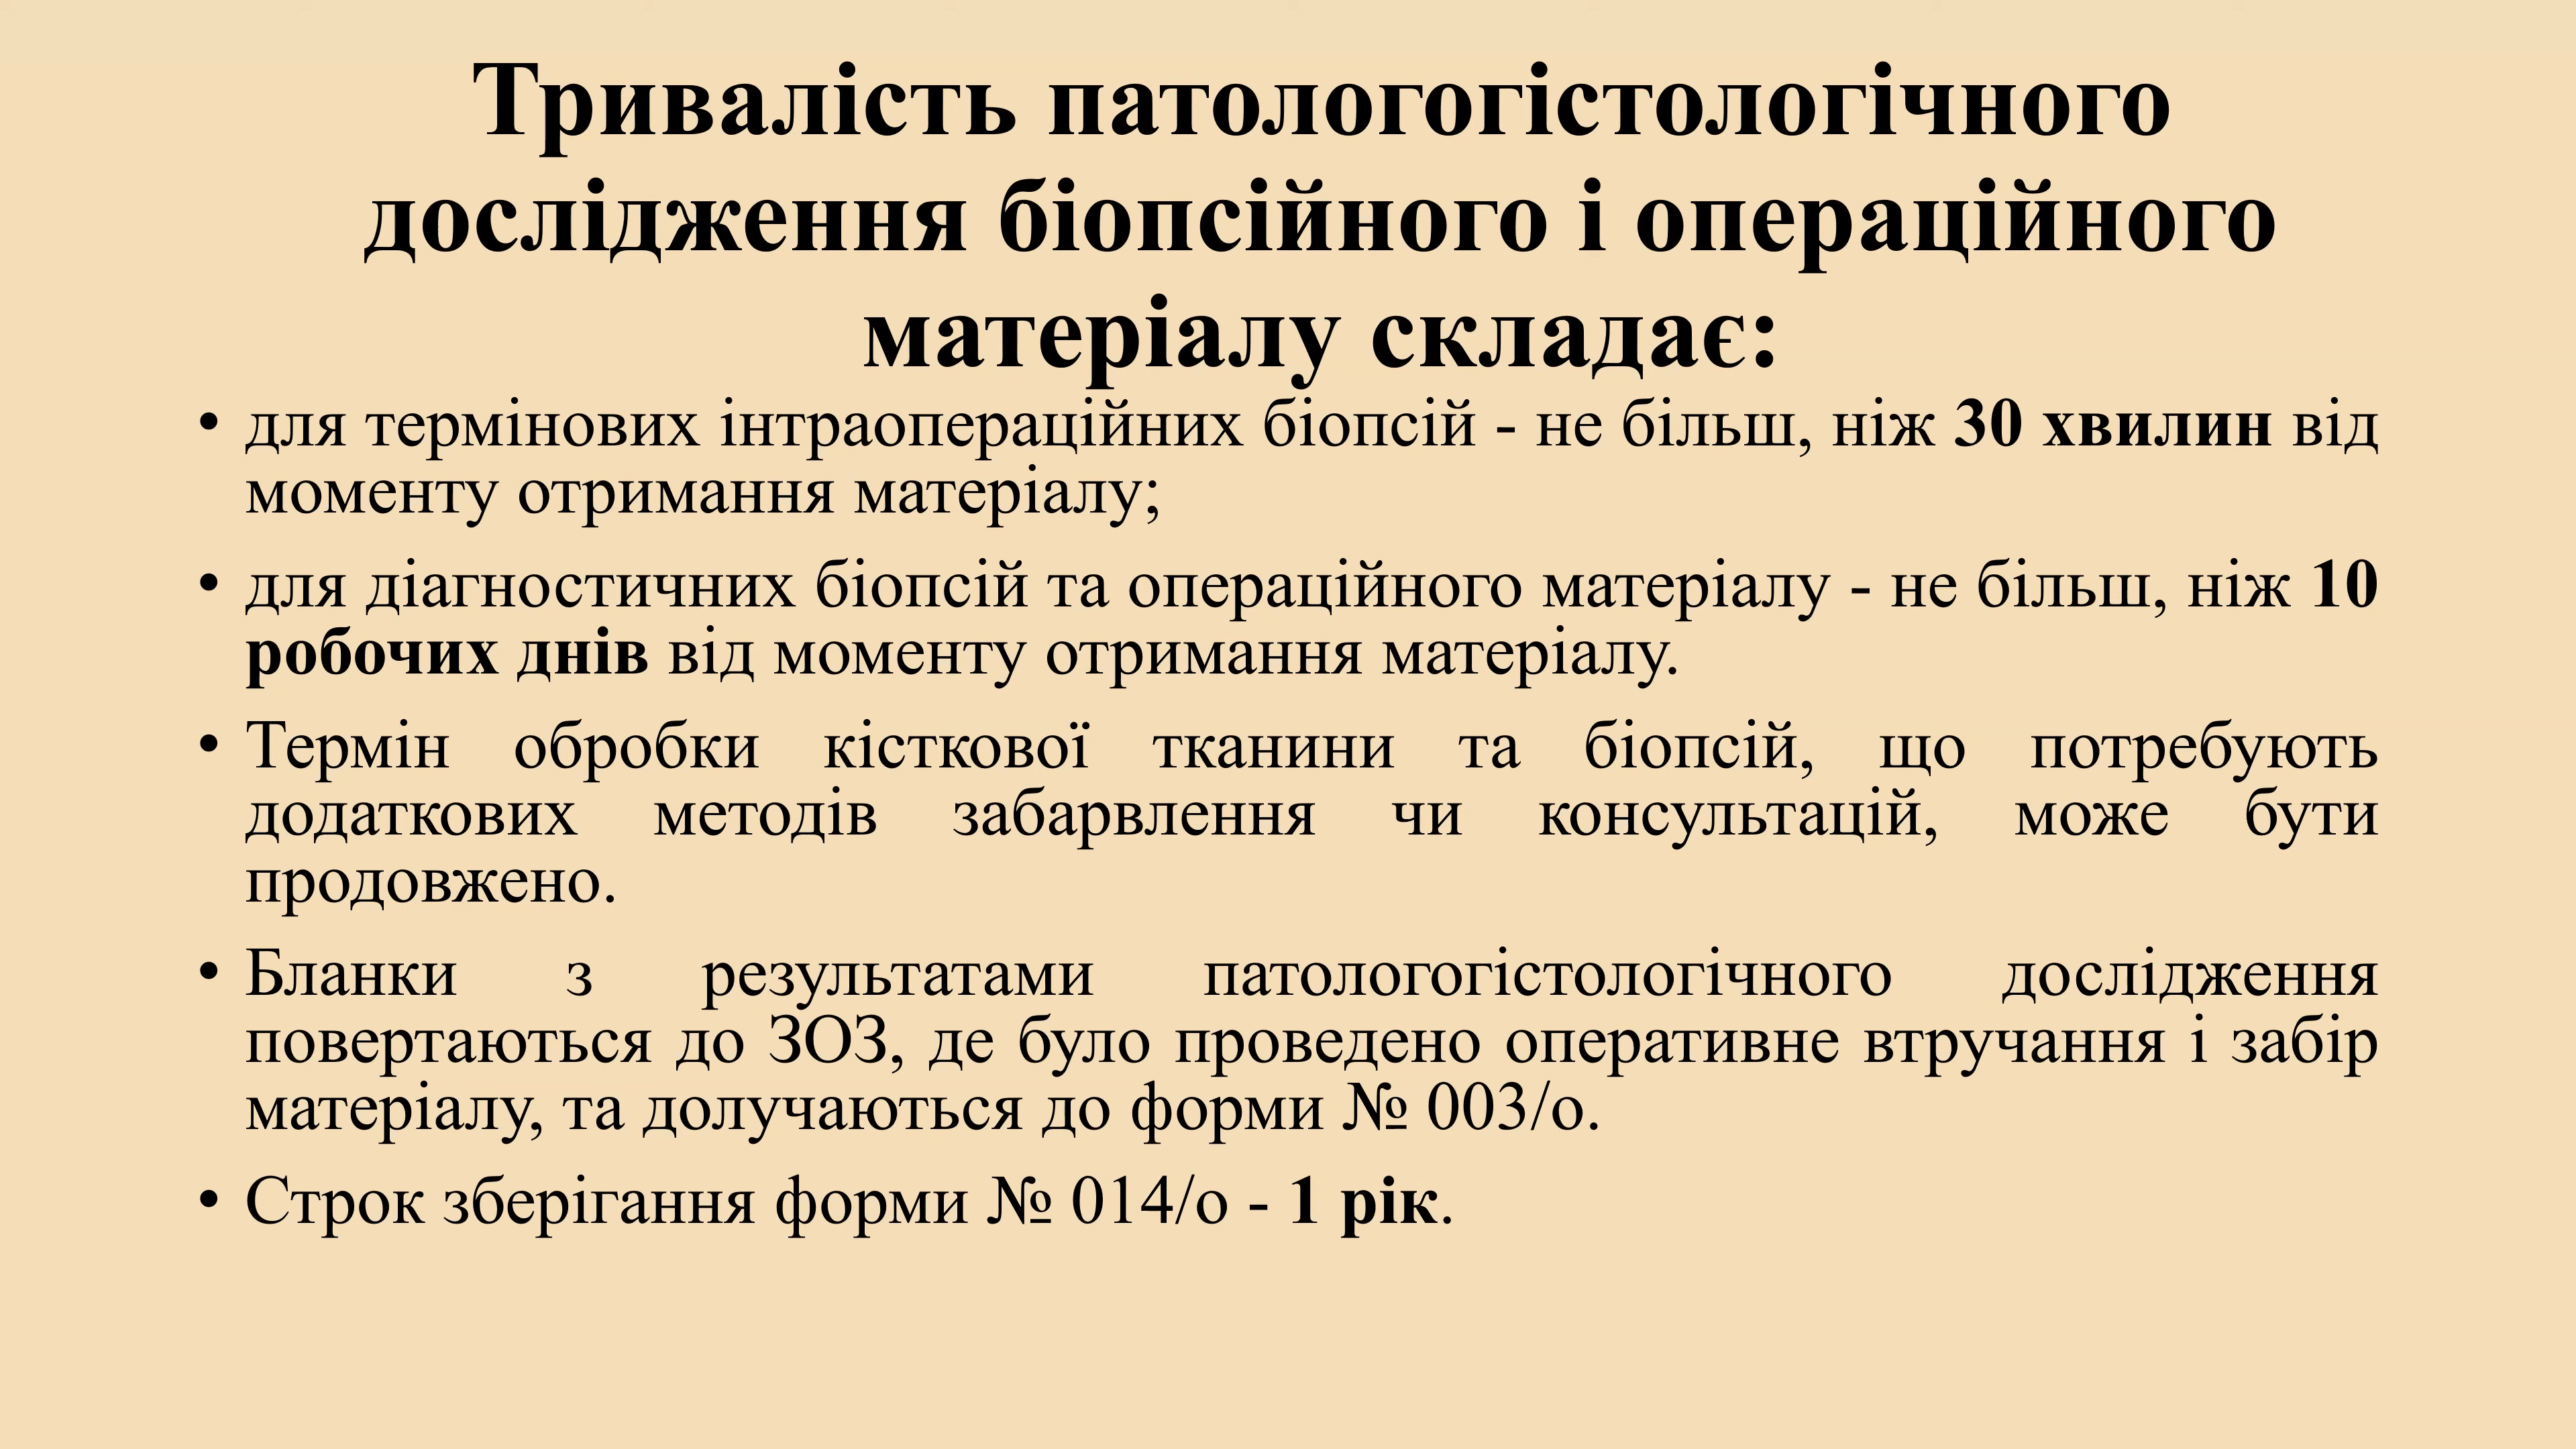 Тривалість патологогістологічного
дослідження біопсійного і операційного
матеріалу складає:
• для термінових інтраопераційних біопсій - не більш, ніж 30 хвилин від
моменту отримання матеріалу;
• для діагностичних біопсій та операційного матеріалу - не більш, ніж 10
робочих днів від моменту отримання матеріалу.
• Термін обробки кісткової тканини та біопсій, що потребують
додаткових методів забарвлення чи консультацій, може бути
продовжено.
• Бланки з результатами патологогістологічного дослідження
повертаються до ЗОЗ, де було проведено оперативне втручання і забір
матеріалу, та долучаються до форми № 003/о.
• Строк зберігання форми № 014/о - 1 рік.